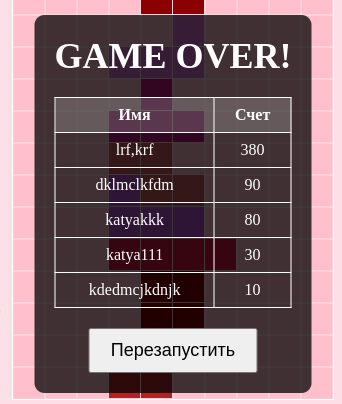 GAME OVER!
Имя Счет
lrf,krf 380
dklmclkfdm 90
katyakkk 80
katya111 30
kdedmcjkdnjk 10
Перезапустить